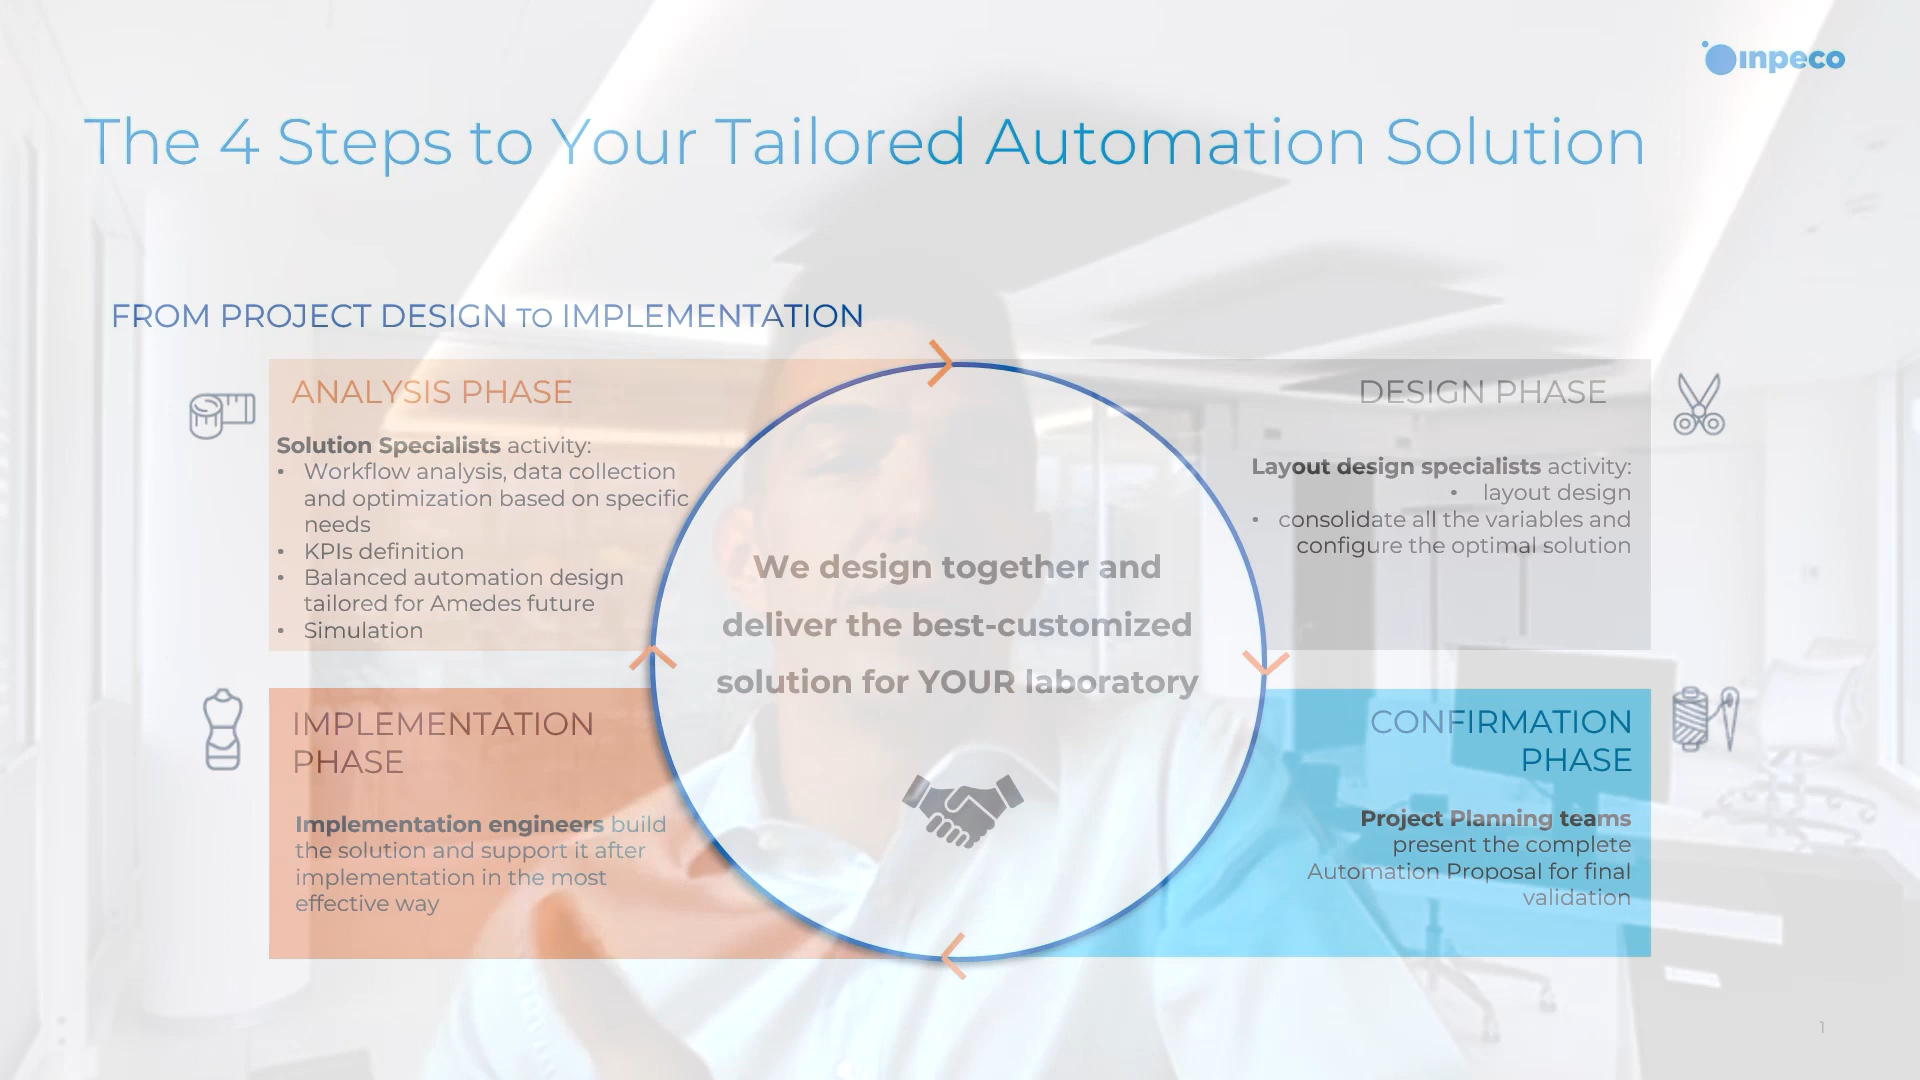 inpeco
The 4 Steps to Your Tailored Automation Solution
FROM PROJECT DESIGN TO IMPLEMENTATION
ANALYSIS PHASE
Solution Specialists activity:
• Workflow analysis, data collection
and optimization based on specific
needs
• KPIs definition
• Balanced automation design
tailored for Amedes future
• Simulation
DESIGN PHASE
Layout design specialists activity:
• layout design
• consolidate all the variables and
configure the optimal solution
We design together and
deliver the best-customized
solution for YOUR laboratory
IMPLEMENTATION
PHASE
Implementation engineers build
the solution and support it after
implementation in the most
effective way
CONFIRMATION
PHASE
Project Planning teams
present the complete
Automation Proposal for final
validation
1